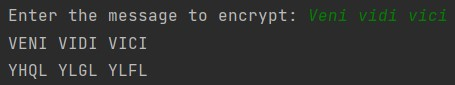 Enter the message to encrypt: Veni vidi vici
VENI VIDI VICI
YHQL YLGL YLFL